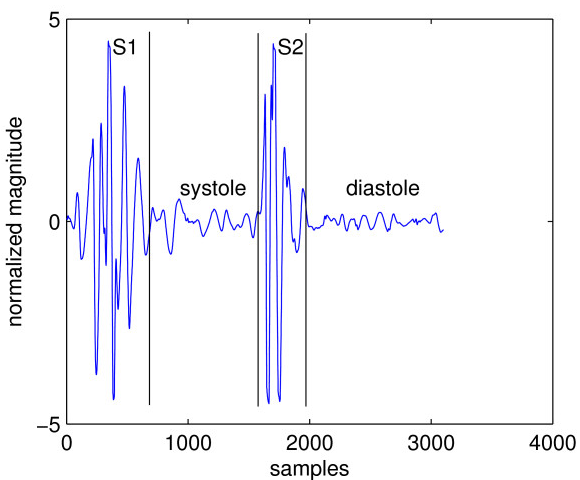 5
S1
S2
normalized magnitude
systole
diastole
0
−5
0
1000
2000
3000
4000
samples